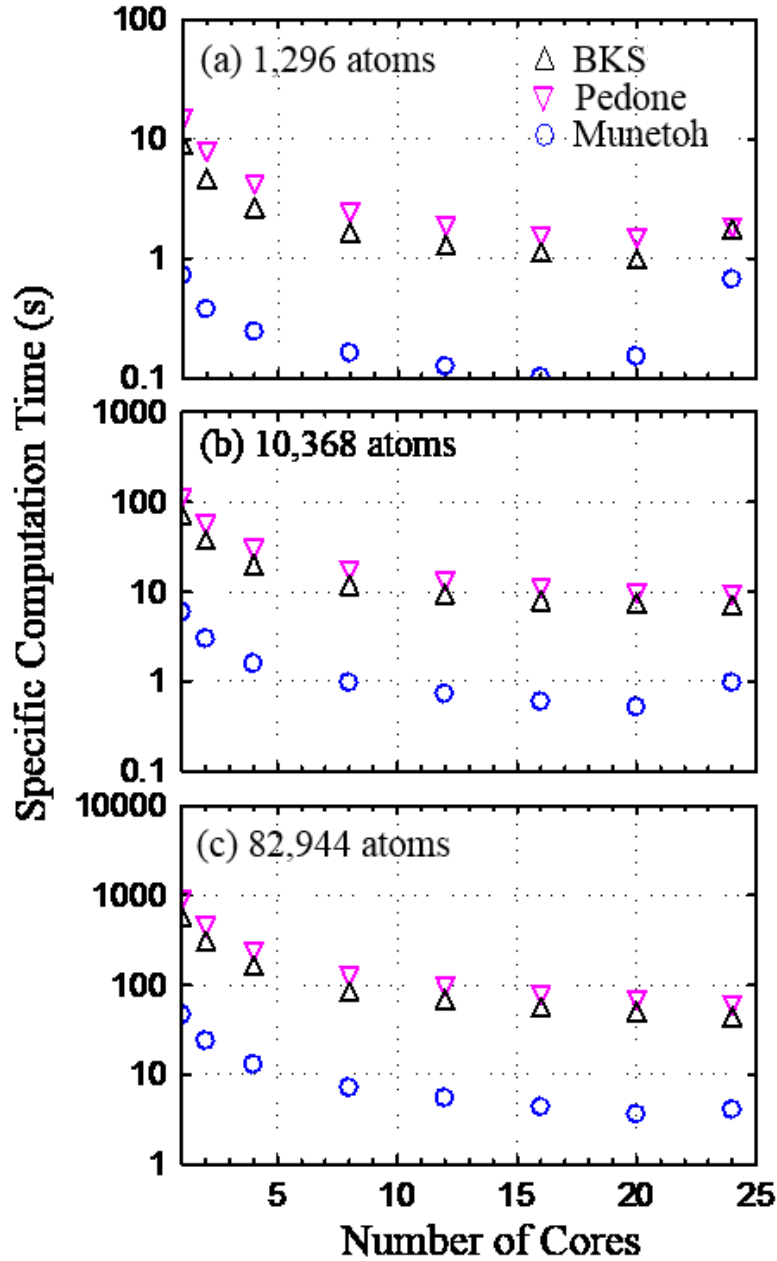 100
(a) 1,296 atoms
BKS
Pedone
Munetoh
10
1
0.1
1000
(b) 10,368 atoms
100
10
1
0.1
10000
(c) 82,944 atoms
1000
100
10
1
5
10
15
20
25
Number of Cores
Specific Computation Time (s)